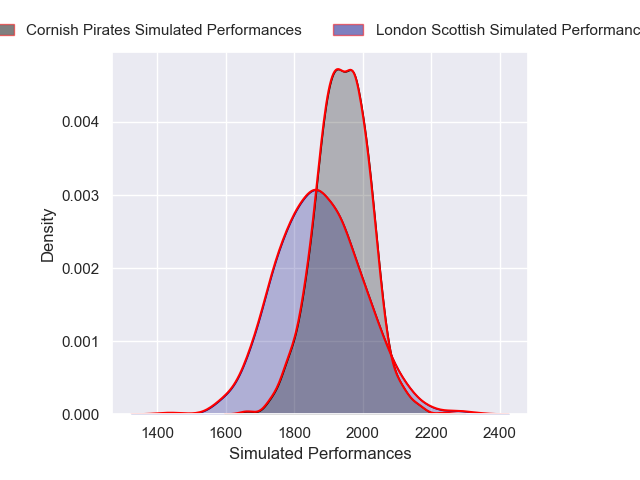 Cornish Pirates Simulated Performances
London Scottish Simulated Performanc
0.004
0.003
0.002
0.001
0.000
Density
1400 1600 1800 2000 2200 2400
Simulated Performances